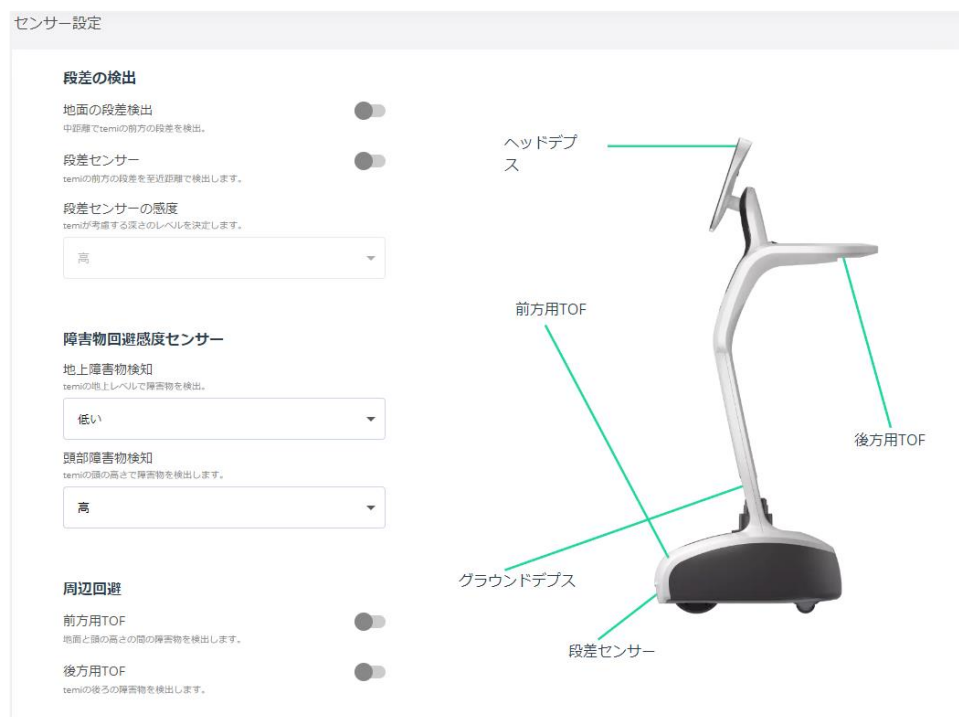 センサー設定
段差の検出
地面の段差検出
中距離でtemiの前方の段差を検出。
段差センサー
temiの前方の段差を至近距離で検出します。
段差センサーの感度
temiが考慮する深さのレベルを決定します。
高
障害物回避感度センサー
地上障害物検知
temiの地上レベルで障害物を検出。
低い
頭部障害物検知
temiの頭の高さで障害物を検出します。
高
周辺回避
前方用TOF
地面と頭の高さの間の障害物を検出します。
後方用TOF
temiの後ろの障害物を検出します。
ヘッドデプ
ス
前方用TOF
後方用TOF
グラウンドデプス
段差センサー